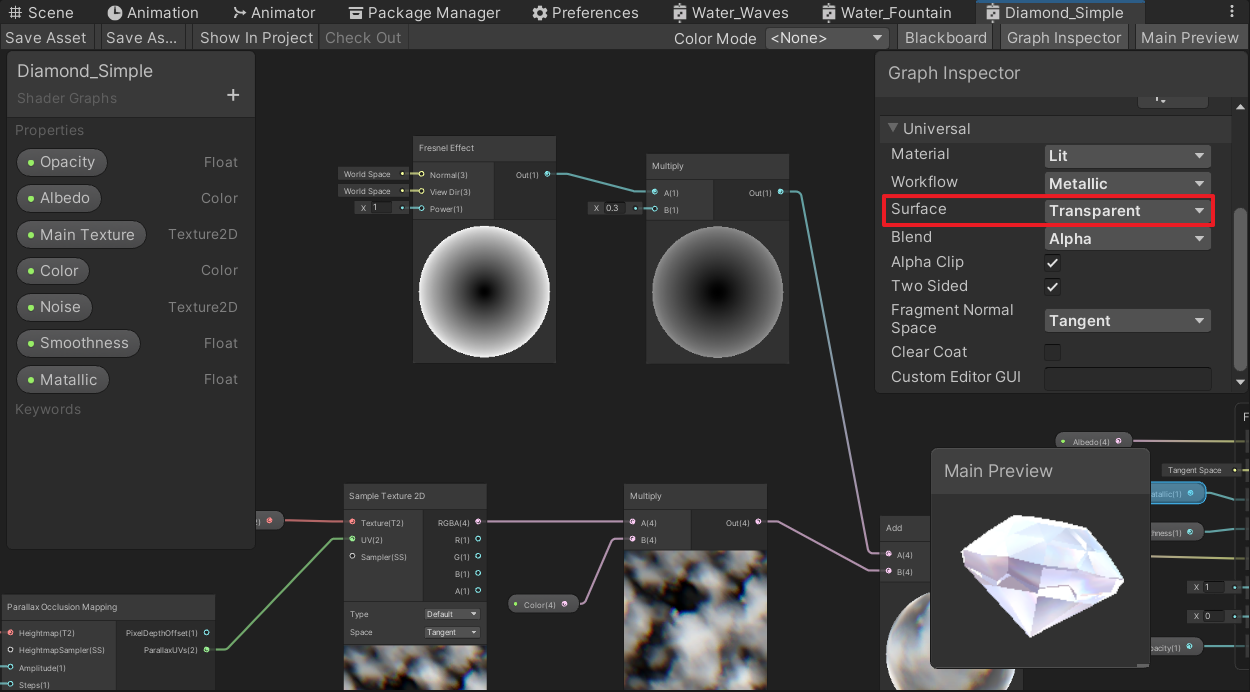 Scene
Animation
Animator
Package Manager
Preferences
Water_Waves
Water_Fountain
Diamond_Simple
Save Asset
Save As...
Show In Project
Check Out
Color Mode
<None>
Blackboard
Graph Inspector
Main Preview
Diamond_Simple
Shader Graphs
+
Properties
Opacity Float
Albedo Color
Main Texture Texture2D
Color Color
Noise Texture2D
Smoothness Float
Matallic Float
Keywords
Fresnel Effect
World Space
Normal(3)
Out(1)
World Space
View Dir(3)
X 1
Power(1)
Multiply
A(1)
Out(1)
X 0.3
B(1)
Graph Inspector
Universal
Material Lit
Workflow Metallic
Surface Transparent
Blend Alpha
Alpha Clip
Two Sided
Fragment Normal
Space
Tangent
Clear Coat
Custom Editor GUI
Sample Texture 2D
Texture(T2)
RGBA(4)
UV(2)
R(1)
Sampler(SS)
G(1)
B(1)
A(1)
Type Default
Space Tangent
Color(4)
Multiply
A(4)
Out(4)
B(4)
Add
A(4)
B(4)
Parallax Occlusion Mapping
Heightmap(T2)
PixelDepthOffset(1)
HeightmapSampler(SS)
ParallaxUVs(2)
Amplitude(1)
Steps(1)
Main Preview
Albedo(4)
Tangent Space
atallic(1)
hness(1)
X 1
X 0
pacity(1)